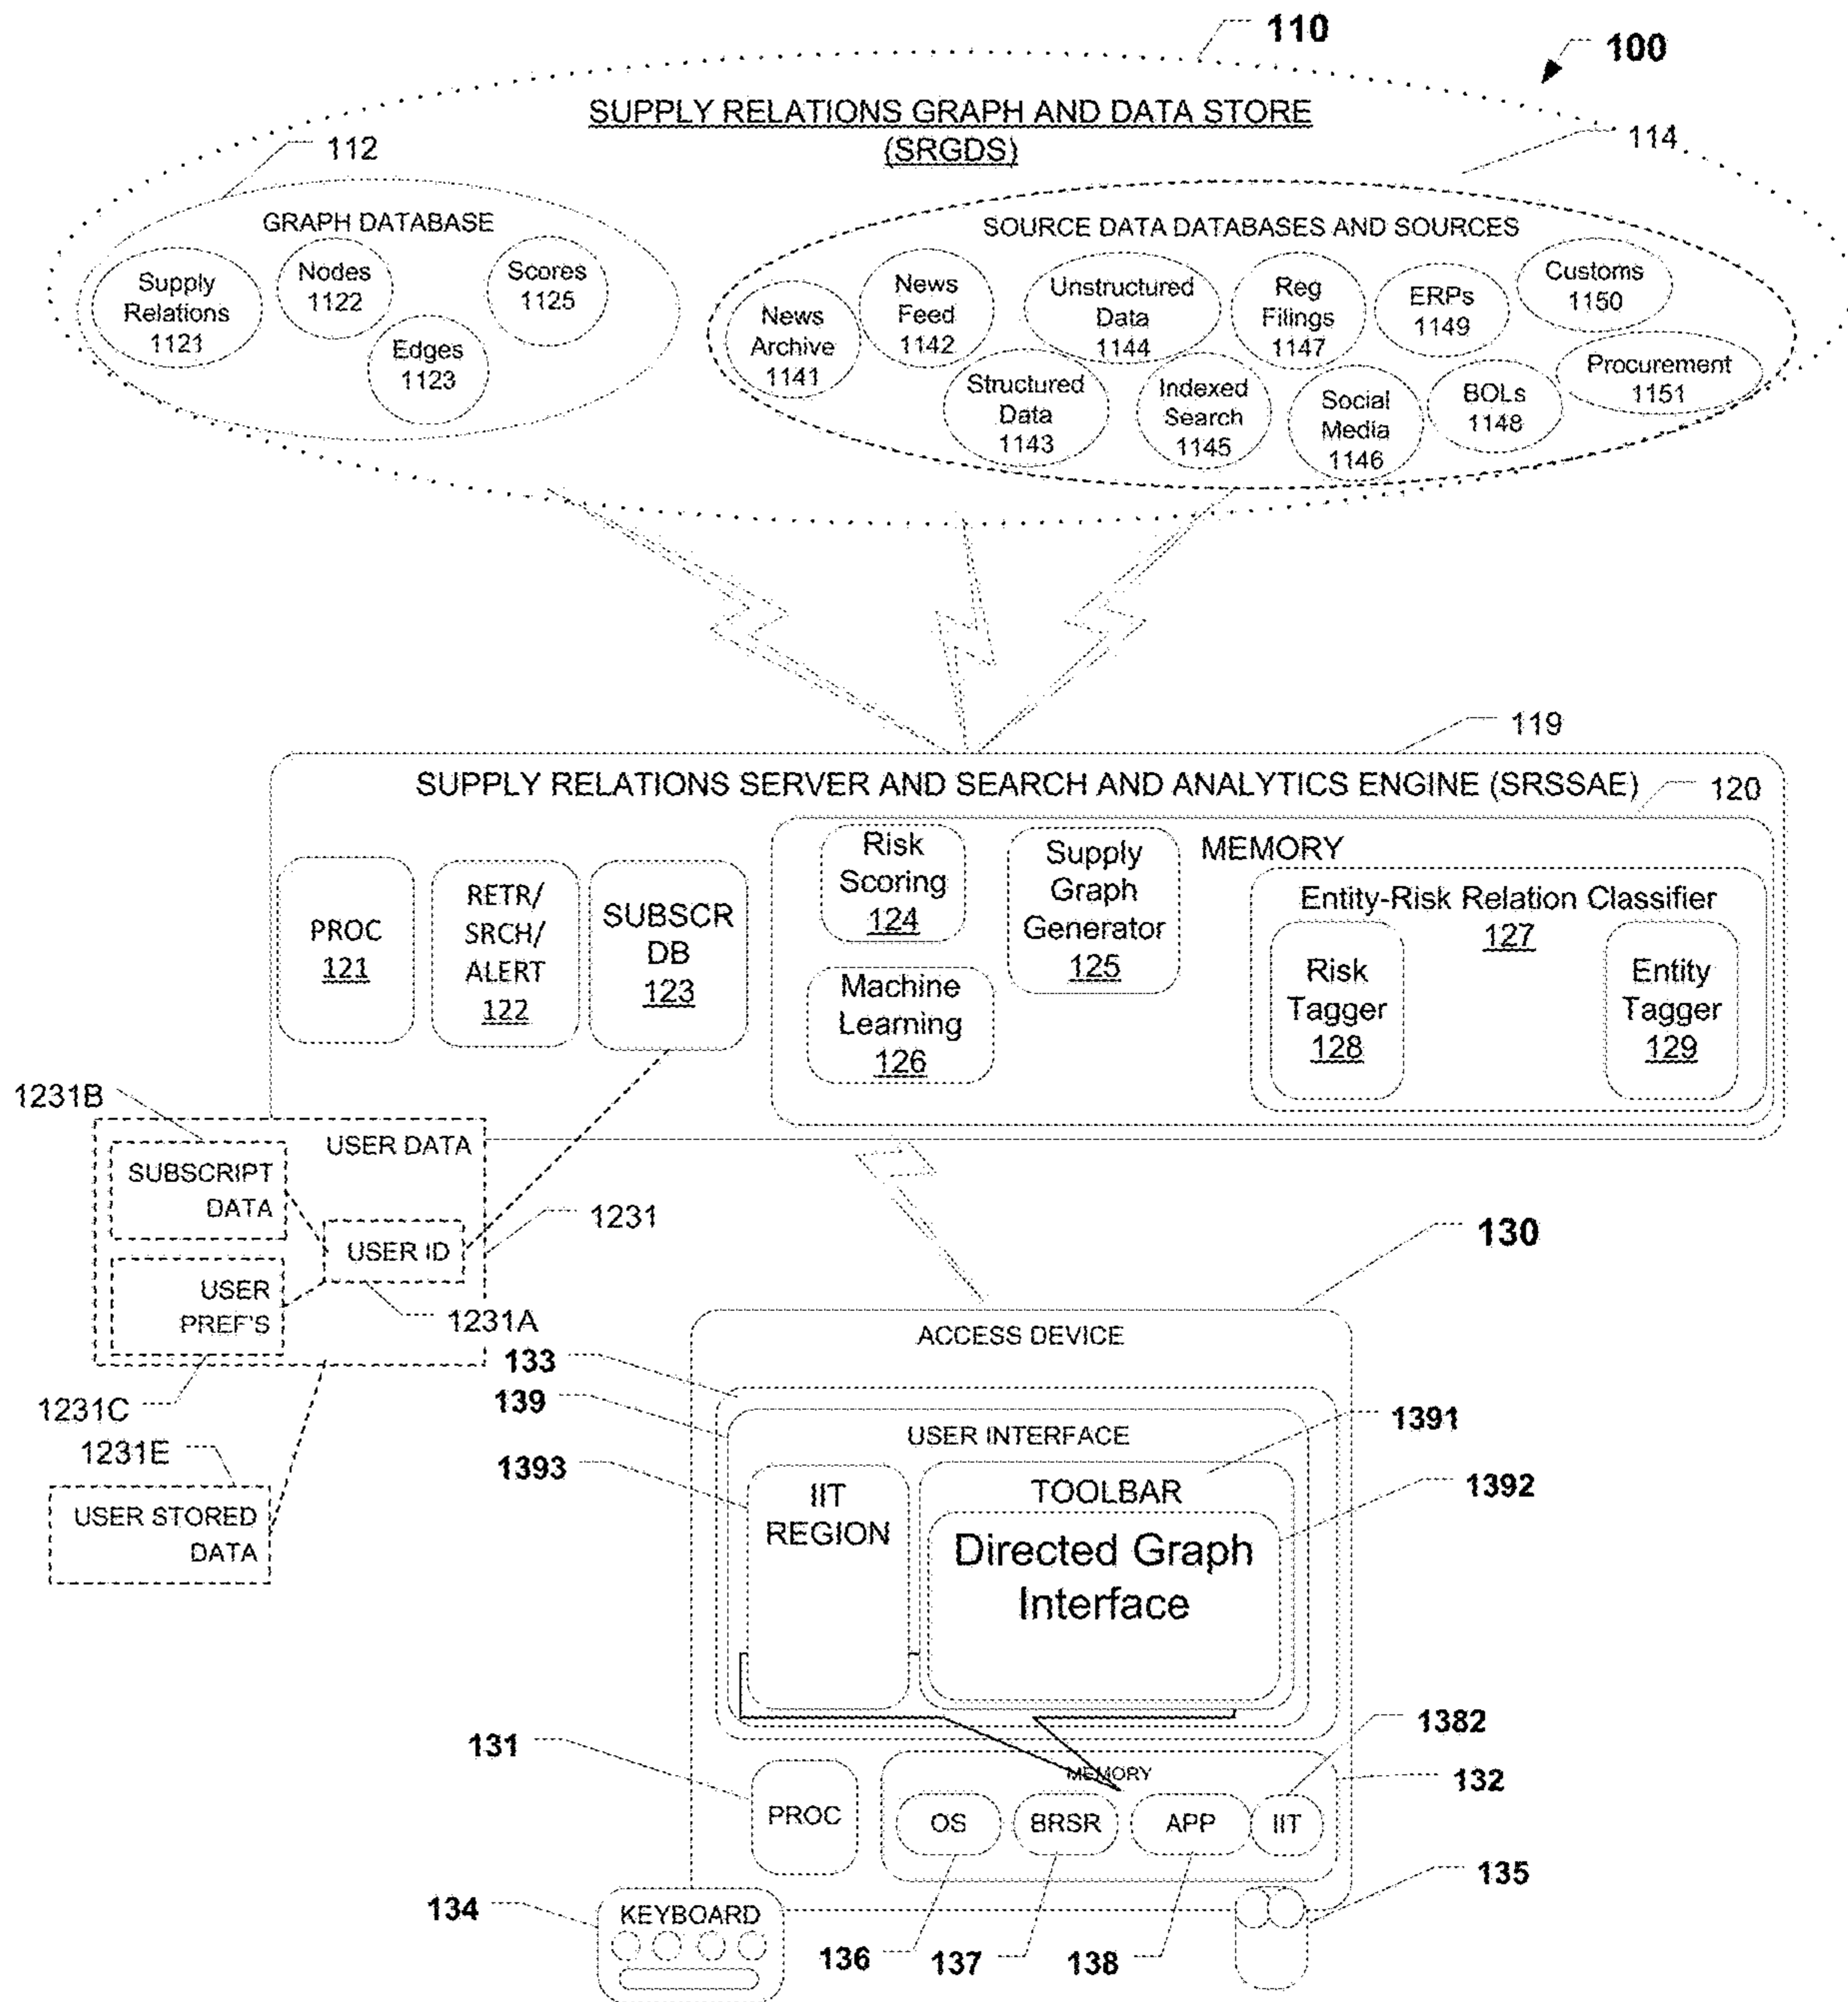 110
100
SUPPLY RELATIONS GRAPH AND DATA STORE
(SRGDS)
112
114
GRAPH DATABASE
Supply
Relations
1121
Nodes
1122
Edges
1123
Scores
1125
SOURCE DATA DATABASES AND SOURCES
News
Archive
1141
News
Feed
1142
Structured
Data
1143
Unstructured
Data
1144
Indexed
Search
1145
Reg
Filings
1147
Social
Media
1146
ERPs
1149
BOLs
1148
Customs
1150
Procurement
1151
119
SUPPLY RELATIONS SERVER AND SEARCH AND ANALYTICS ENGINE (SRSSAE)
120
PROC
121
RETR/
SRCH/
ALERT
122
SUBSCR
DB
123
Risk
Scoring
124
Supply
Graph
Generator
125
MEMORY
Machine
Learning
126
Entity-Risk Relation Classifier
127
Risk
Tagger
128
Entity
Tagger
129
1231B
USER DATA
SUBSCRIPT
DATA
USER ID
1231
USER
PREF'S
1231A
1231C
1231E
USER STORED
DATA
130
ACCESS DEVICE
133
139
USER INTERFACE
1391
1393
IIT
REGION
TOOLBAR
1392
Directed Graph
Interface
1382
131
PROC
MEMORY
132
OS
BRSR
APP
IIT
135
134
KEYBOARD
136
137
138